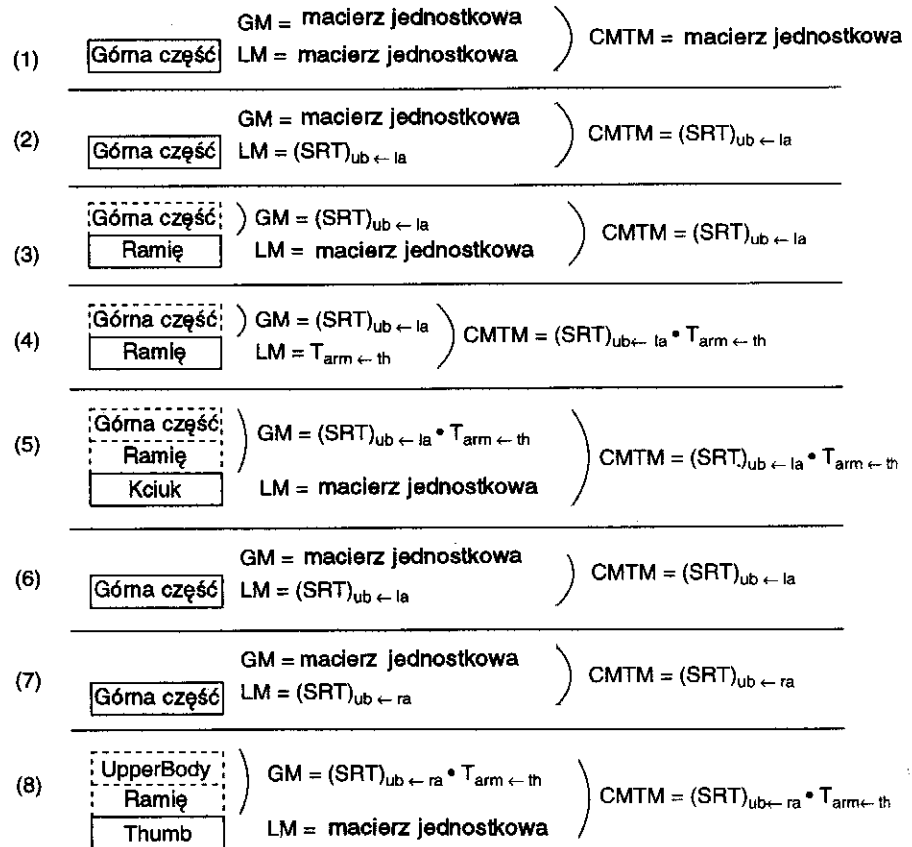 GM = macierz jednostkowa
(1) Górna część LM = macierz jednostkowa CMTM = macierz jednostkowa
GM = macierz jednostkowa
(2) Górna część LM = (SRT)ub ← la CMTM = (SRT)ub ← la
Górna część GM = (SRT)ub ← la
(3) Ramię LM = macierz jednostkowa CMTM = (SRT)ub ← la
Górna część GM = (SRT)ub ← la
(4) Ramię LM = Tarm ← th CMTM = (SRT)ub ← la • Tarm ← th
Górna część
(5) Ramię GM = (SRT)ub ← la • Tarm ← th
Kciuk LM = macierz jednostkowa CMTM = (SRT)ub ← la • Tarm ← th
GM = macierz jednostkowa
(6) Górna część LM = (SRT)ub ← la CMTM = (SRT)ub ← la
GM = macierz jednostkowa
(7) Górna część LM = (SRT)ub ← ra CMTM = (SRT)ub ← ra
UpperBody
(8) Ramię GM = (SRT)ub ← ra • Tarm ← th
Thumb LM = macierz jednostkowa CMTM = (SRT)ub ← ra • Tarm ← th